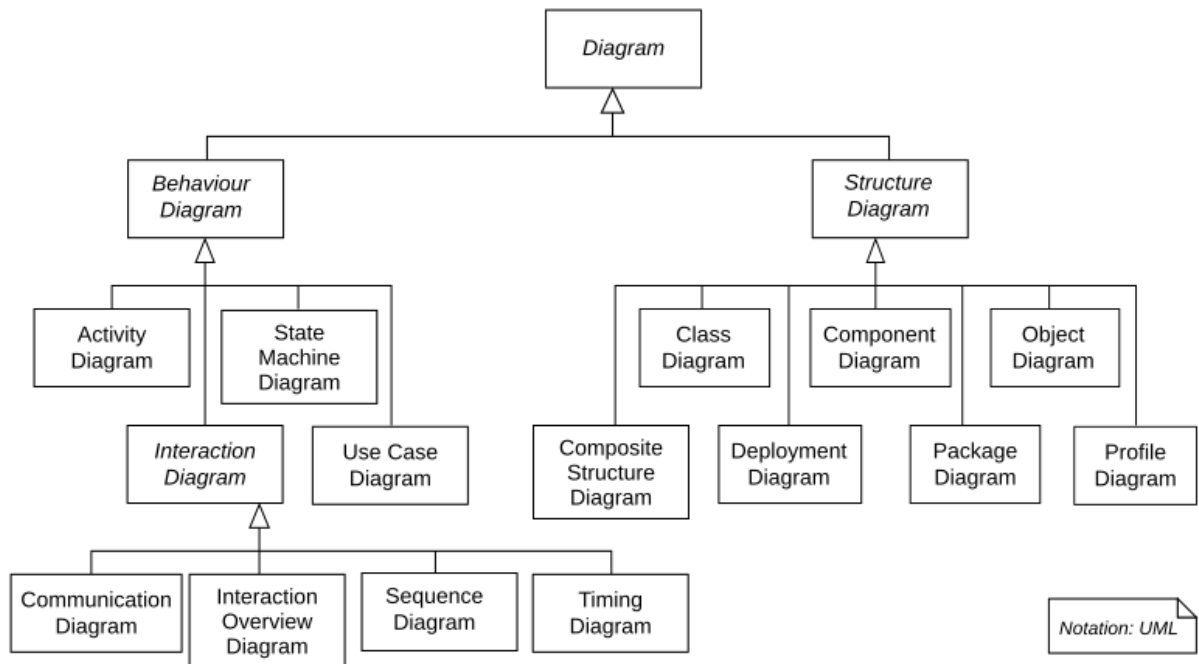 Diagram
Behaviour
Diagram
Structure
Diagram
Activity
Diagram
State
Machine
Diagram
Class
Diagram
Component
Diagram
Object
Diagram
Interaction
Diagram
Use Case
Diagram
Composite
Structure
Diagram
Deployment
Diagram
Package
Diagram
Profile
Diagram
Communication
Diagram
Interaction
Overview
Diagram
Sequence
Diagram
Timing
Diagram
Notation: UML